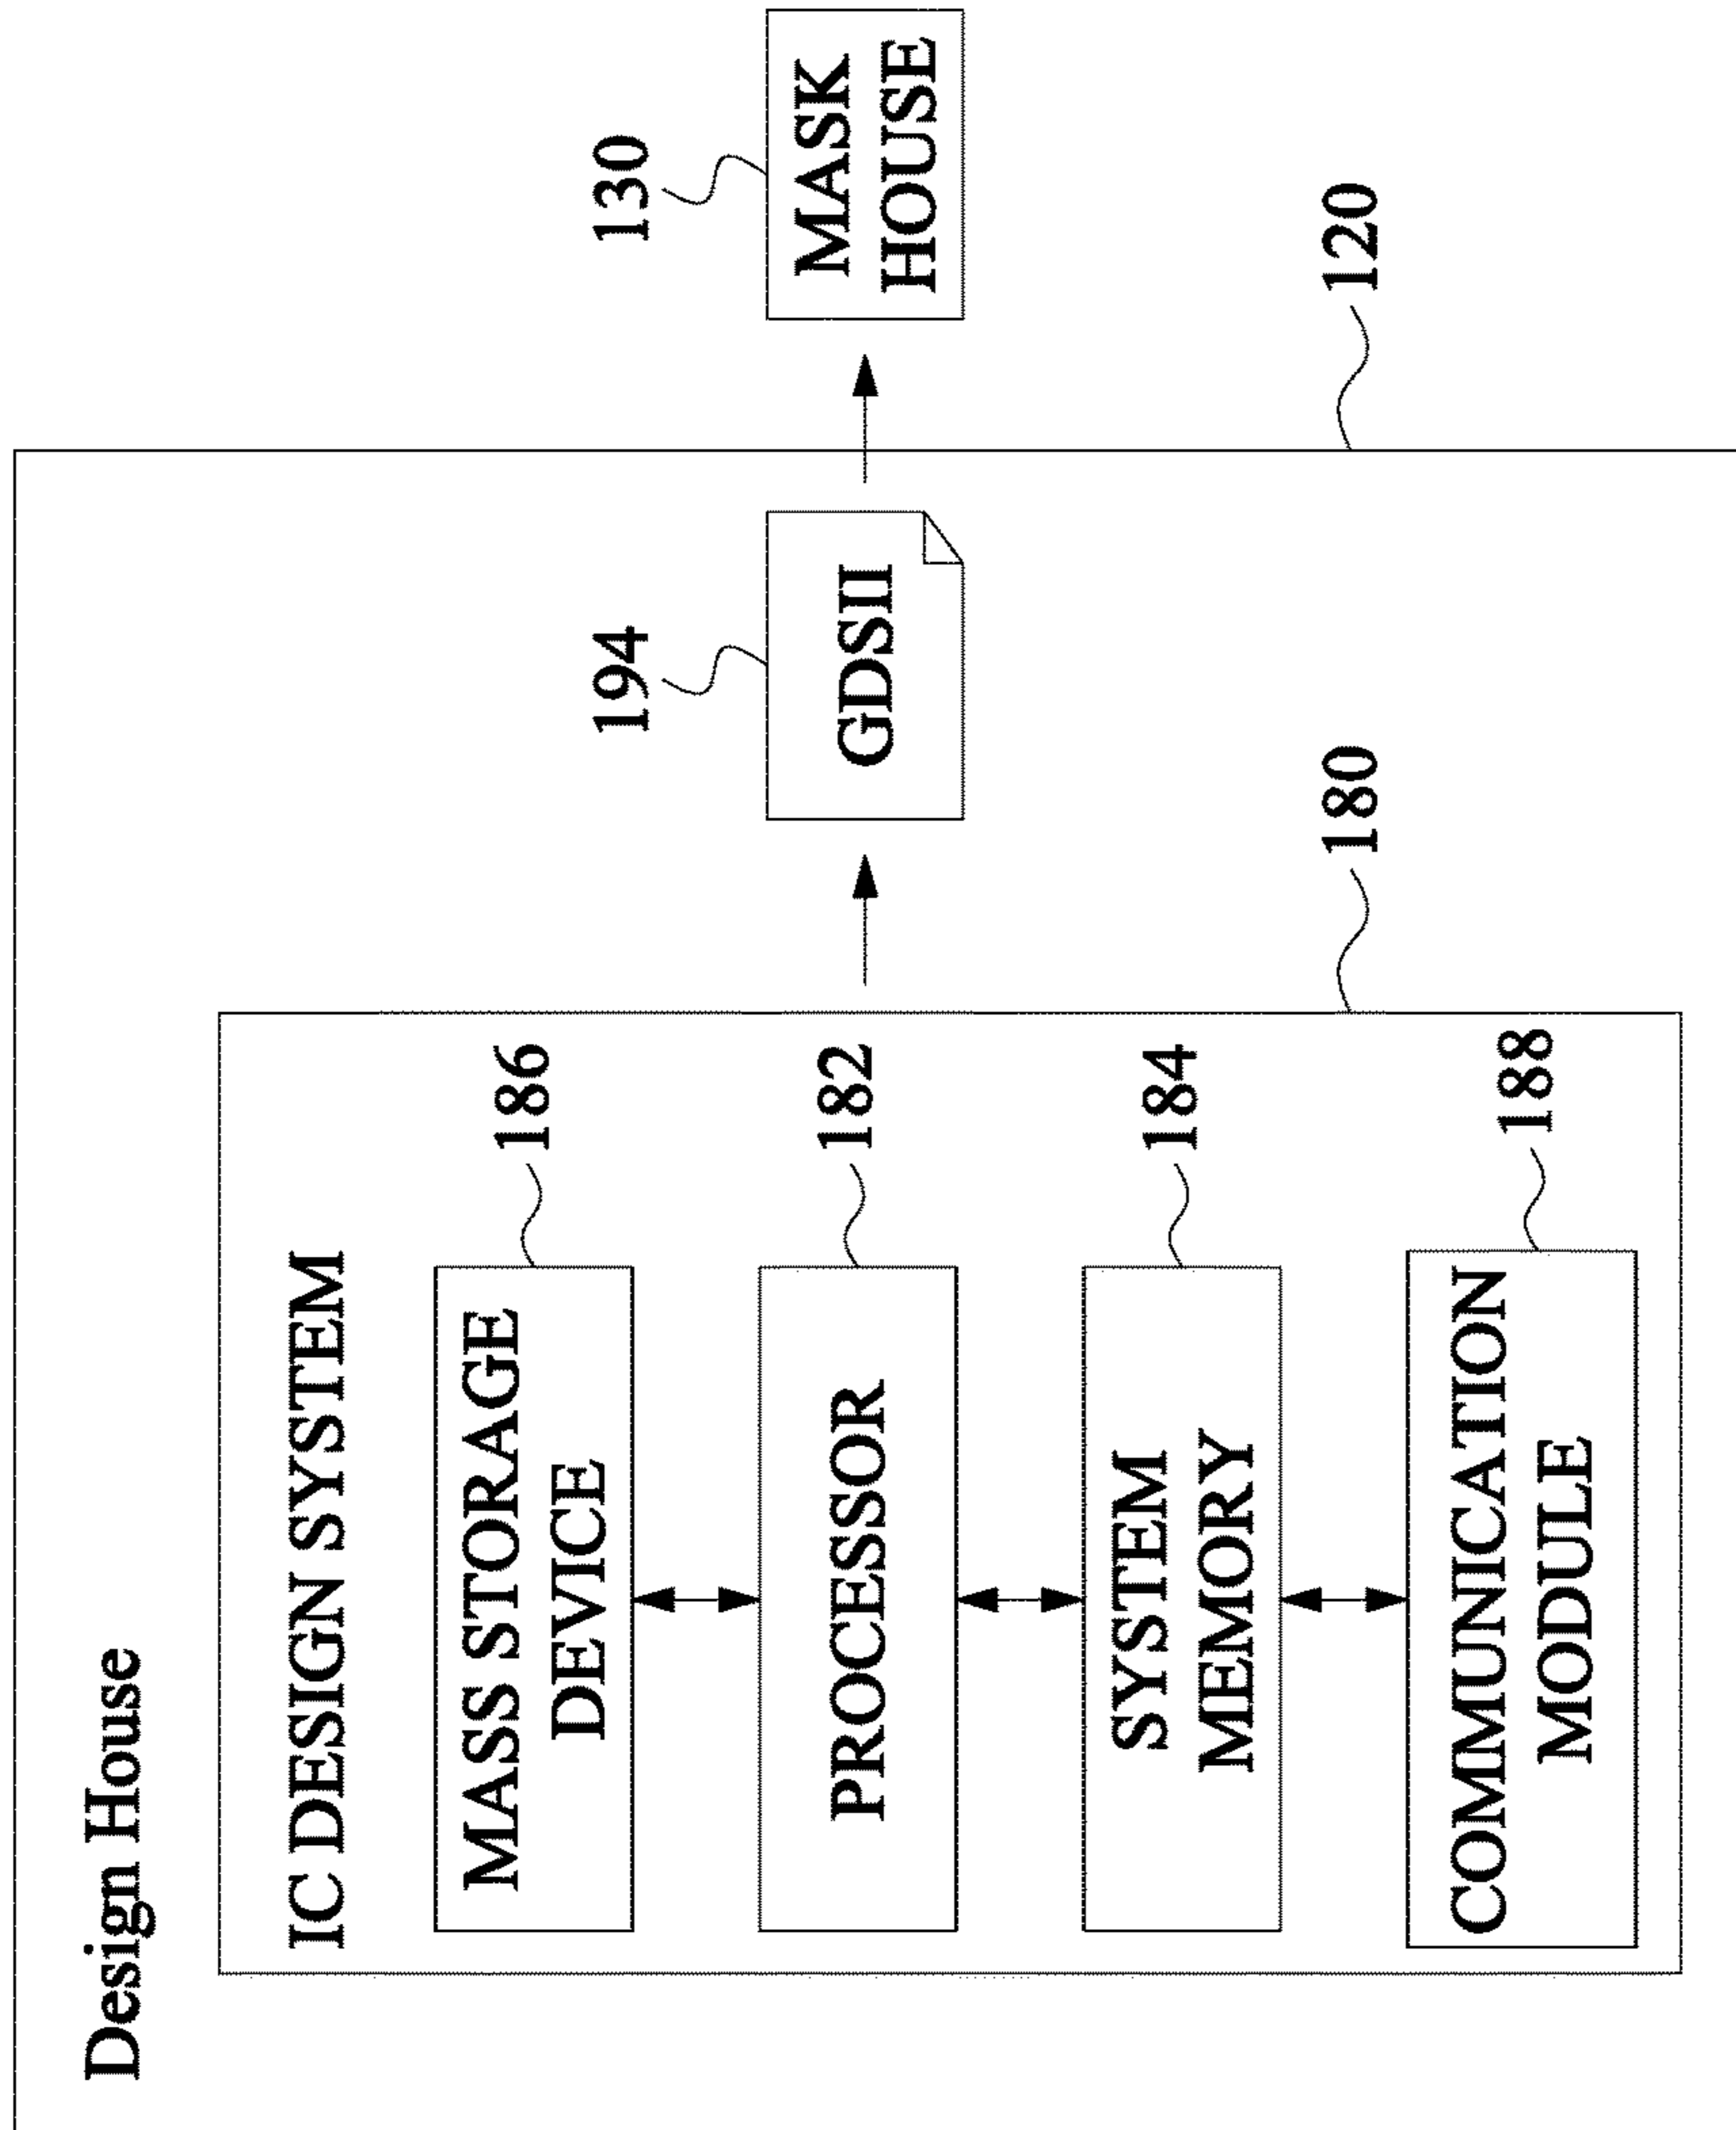 Design House
IC DESIGN SYSTEM
MASS STORAGE
DEVICE
186
PROCESSOR
182
SYSTEM
MEMORY
184
COMMUNICATION
MODULE
188
180
194
GDSII
130
MASK
HOUSE
120